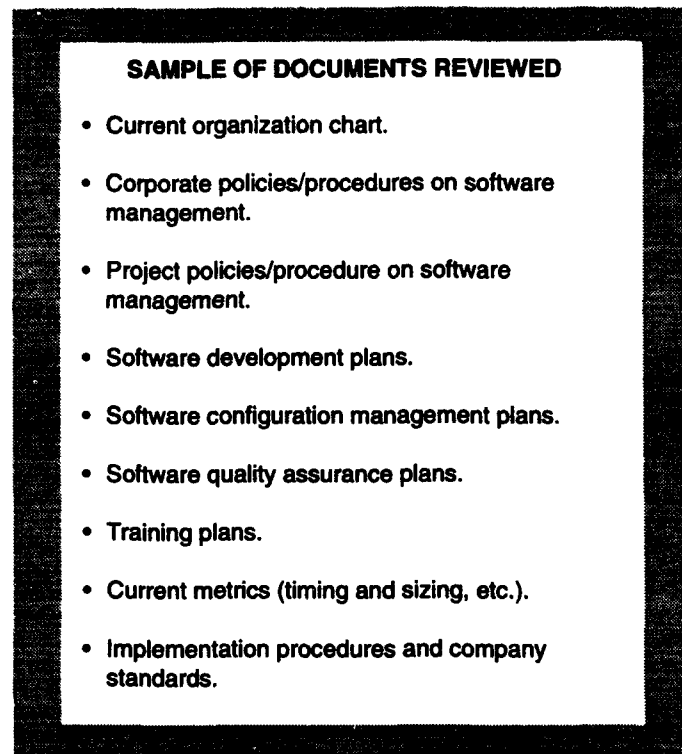 SAMPLE OF DOCUMENTS REVIEWED
• Current organization chart.
• Corporate policies/procedures on software
management.
• Project policies/procedure on software
management.
• Software development plans.
• Software configuration management plans.
• Software quality assurance plans.
• Training plans.
• Current metrics (timing and sizing, etc.).
• Implementation procedures and company
standards.